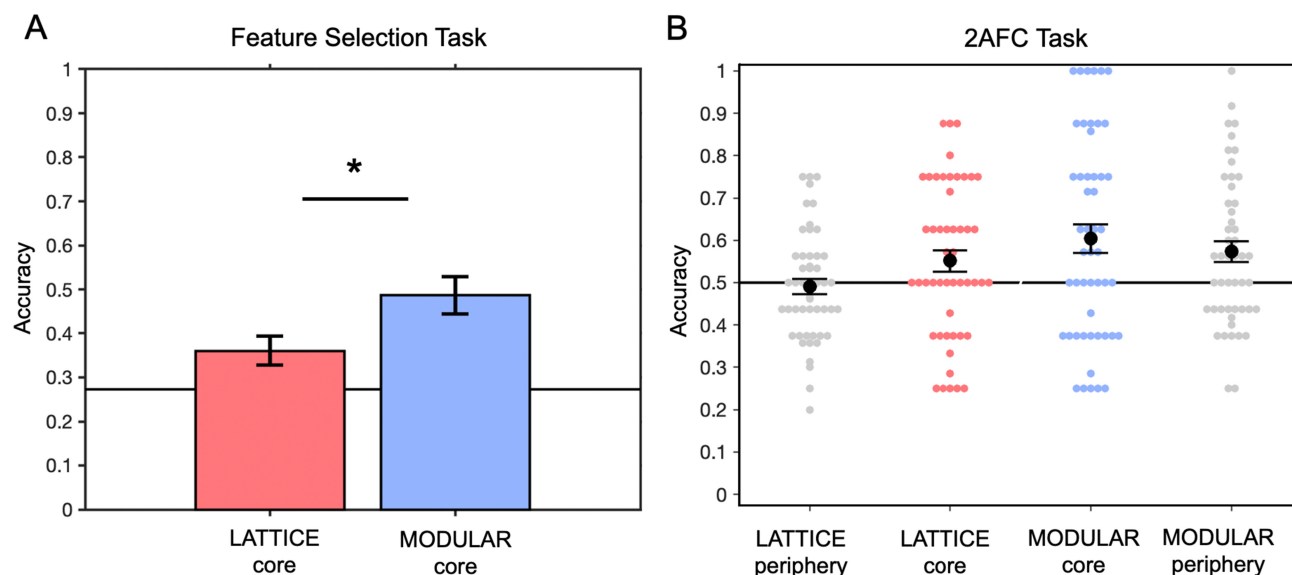 A
Feature Selection Task
Accuracy
1
0.9
0.8
0.7
0.6
0.5
0.4
0.3
0.2
0.1
0
*
LATTICE
core
MODULAR
core
B
2AFC Task
Accuracy
1
0.9
0.8
0.7
0.6
0.5
0.4
0.3
0.2
0.1
0
LATTICE
periphery
LATTICE
core
MODULAR
core
MODULAR
periphery